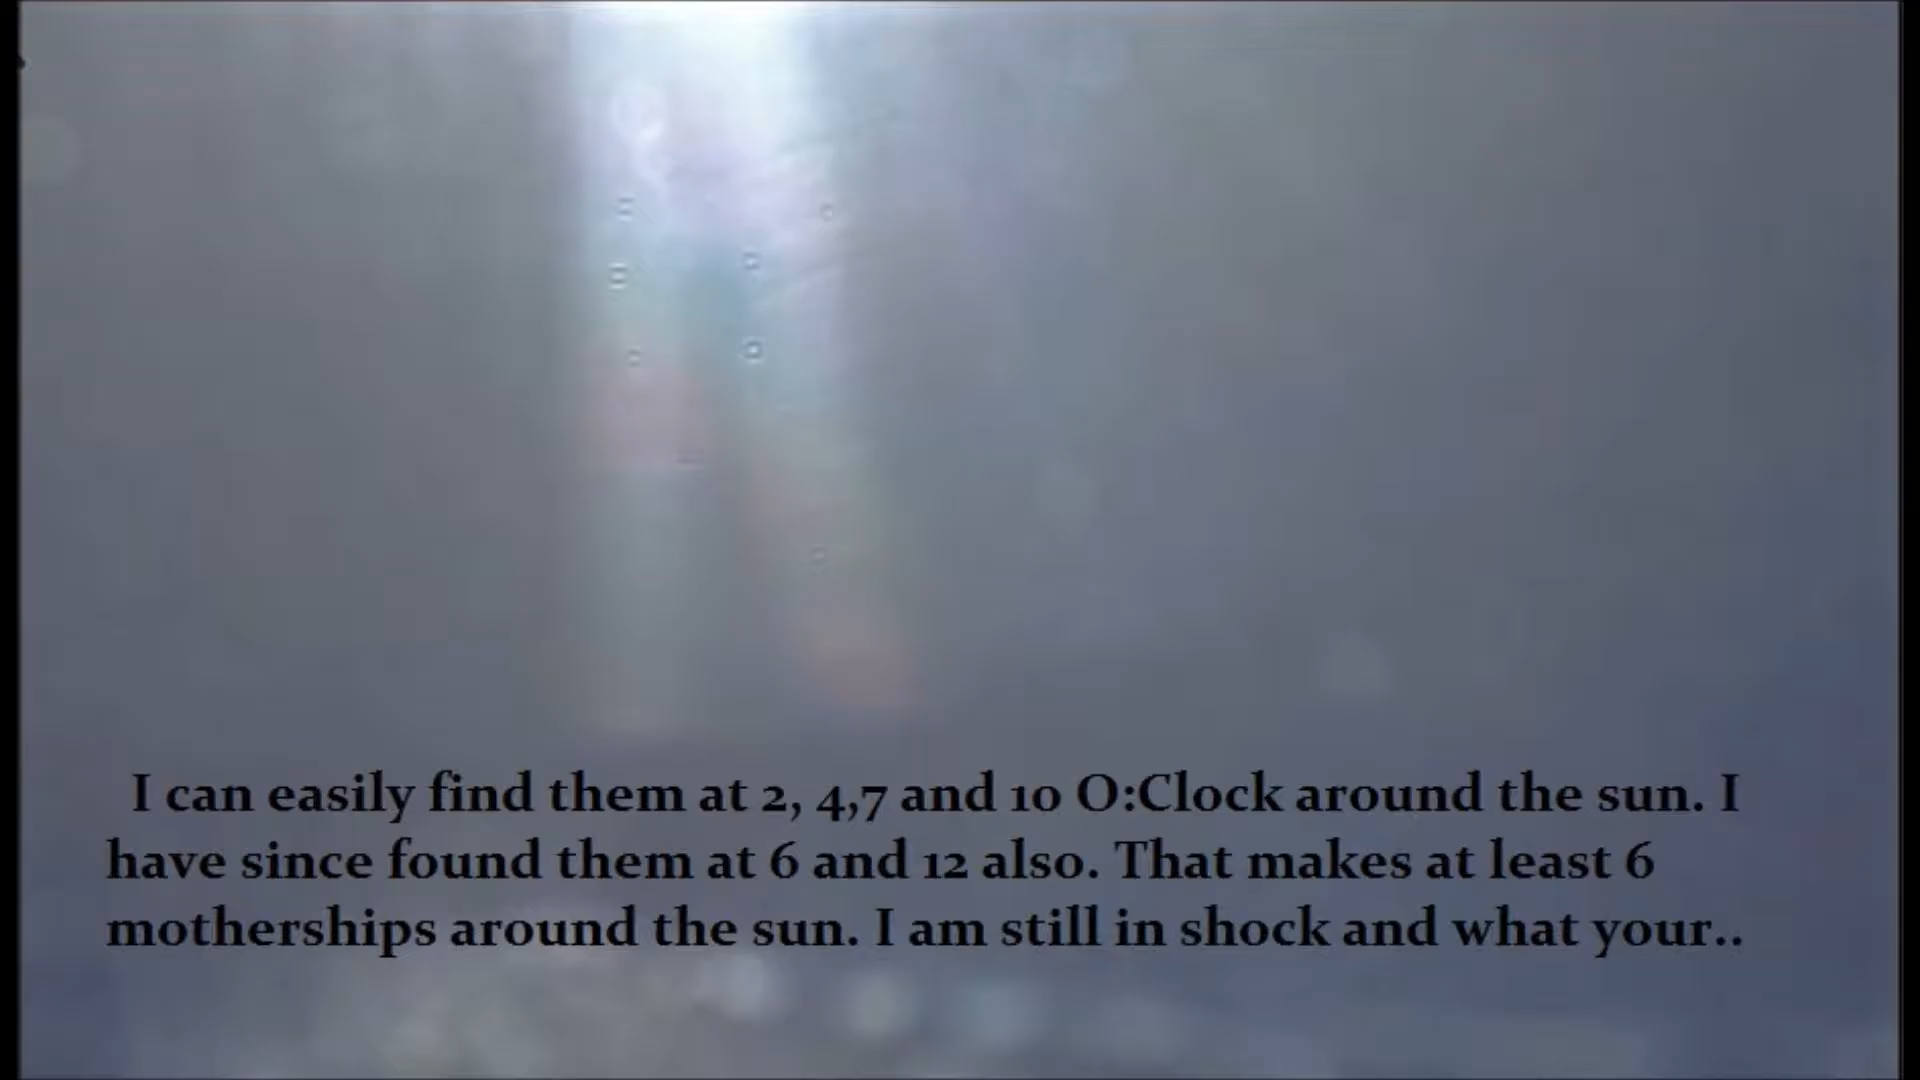 I can easily find them at 2, 4,7 and 10 O:Clock around the sun. I
have since found them at 6 and 12 also. That makes at least 6
motherships around the sun. I am still in shock and what your..